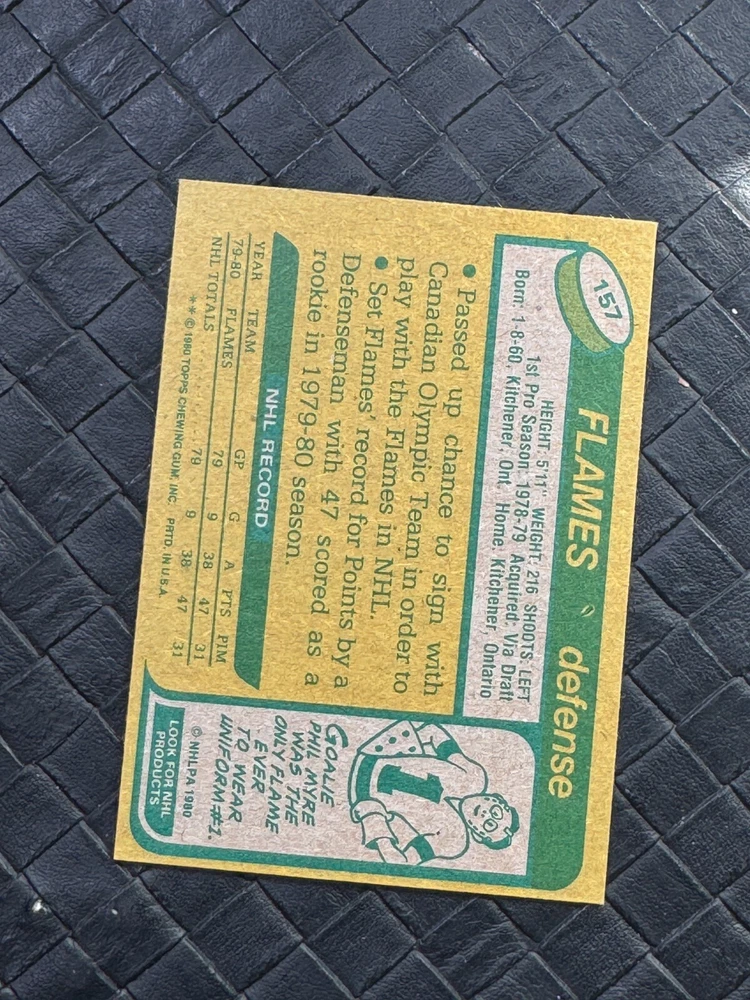 157
FLAMES defense
HEIGHT: 5'11" WEIGHT: 216 SHOOTS: LEFT
1st Pro Season: 1978-79 Acquired: Via Draft
Born: 1-8-60, Kitchener, Ont. Home: Kitchener, Ontario
• Passed up chance to sign with
Canadian Olympic Team in order to
play with the Flames in NHL.
• Set Flames' record for Points by a
Defenseman with 47 scored as a
rookie in 1979-80 season.
NHL RECORD
YEAR TEAM GP G A PTS PIM
79-80 FLAMES 79 9 38 47 31
NHL TOTALS 79 9 38 47 31
**© 1980 TOPPS CHEWING GUM, INC. PRTD. IN U.S.A.
1
GOALIE
PHIL MYRE
WAS THE
ONLY FLAME
EVER
TO WEAR
UNIFORM #1.
© NHLPA 1980
LOOK FOR NHL
PRODUCTS